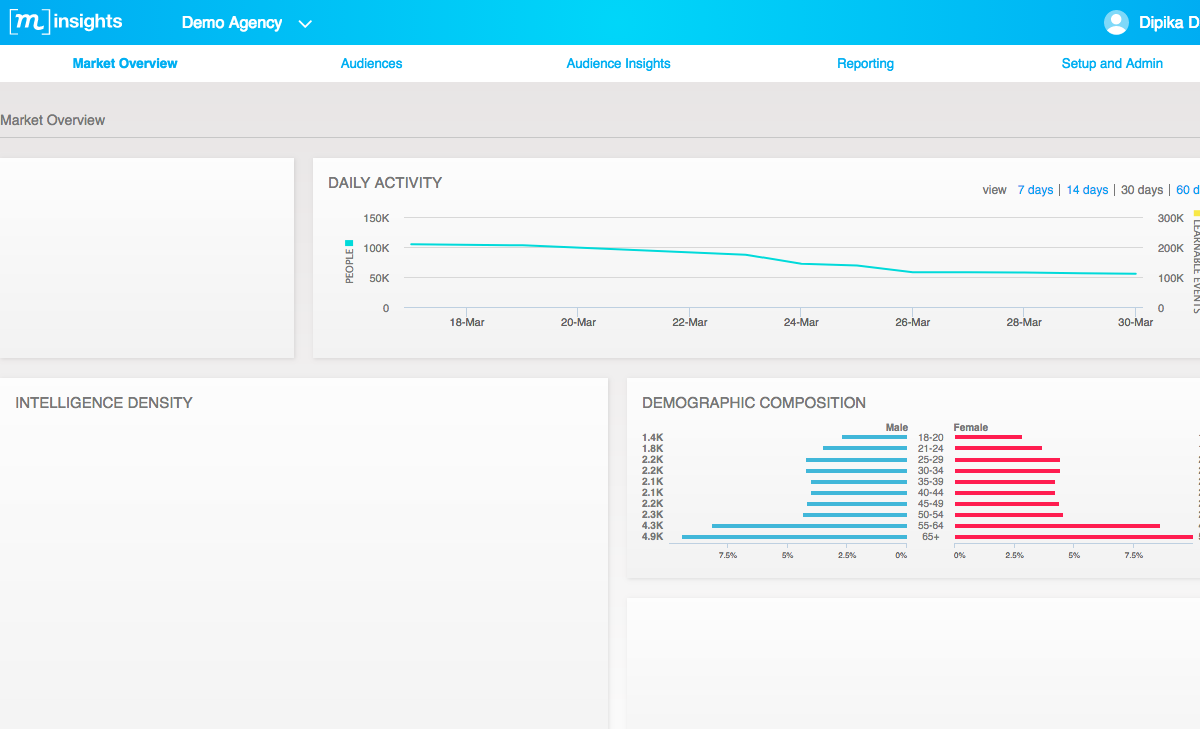 [m] insights Demo Agency Dipika D
Market Overview Audiences Audience Insights Reporting Setup and Admin
Market Overview
DAILY ACTIVITY
view 7 days | 14 days | 30 days | 60 d
PEOPLE
150K
100K
50K
0
300K
200K
100K
0
LEARNABLE EVENTS
18-Mar 20-Mar 22-Mar 24-Mar 26-Mar 28-Mar 30-Mar
INTELLIGENCE DENSITY
DEMOGRAPHIC COMPOSITION
Male Female
1.4K 18-20
1.8K 21-24
2.2K 25-29
2.2K 30-34
2.1K 35-39
2.1K 40-44
2.2K 45-49
2.3K 50-54
4.3K 55-64
4.9K 65+
7.5% 5% 2.5% 0% 0% 2.5% 5% 7.5%